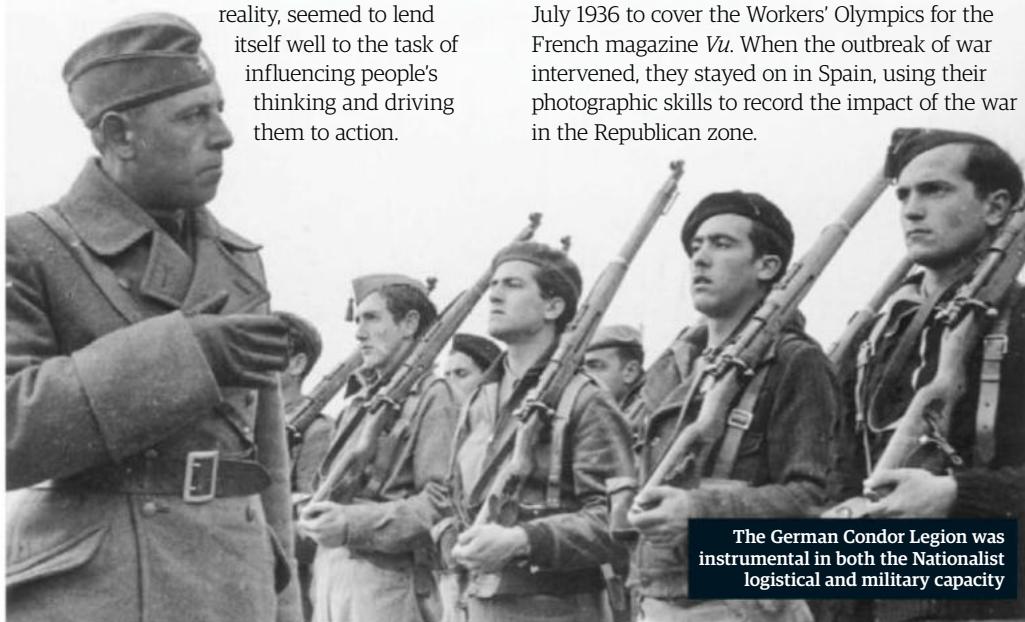 reality, seemed to lend
itself well to the task of
influencing people's
thinking and driving
them to action.
July 1936 to cover the Workers' Olympics for the
French magazine Vu. When the outbreak of war
intervened, they stayed on in Spain, using their
photographic skills to record the impact of the war
in the Republican zone.
The German Condor Legion was
instrumental in both the Nationalist
logistical and military capacity